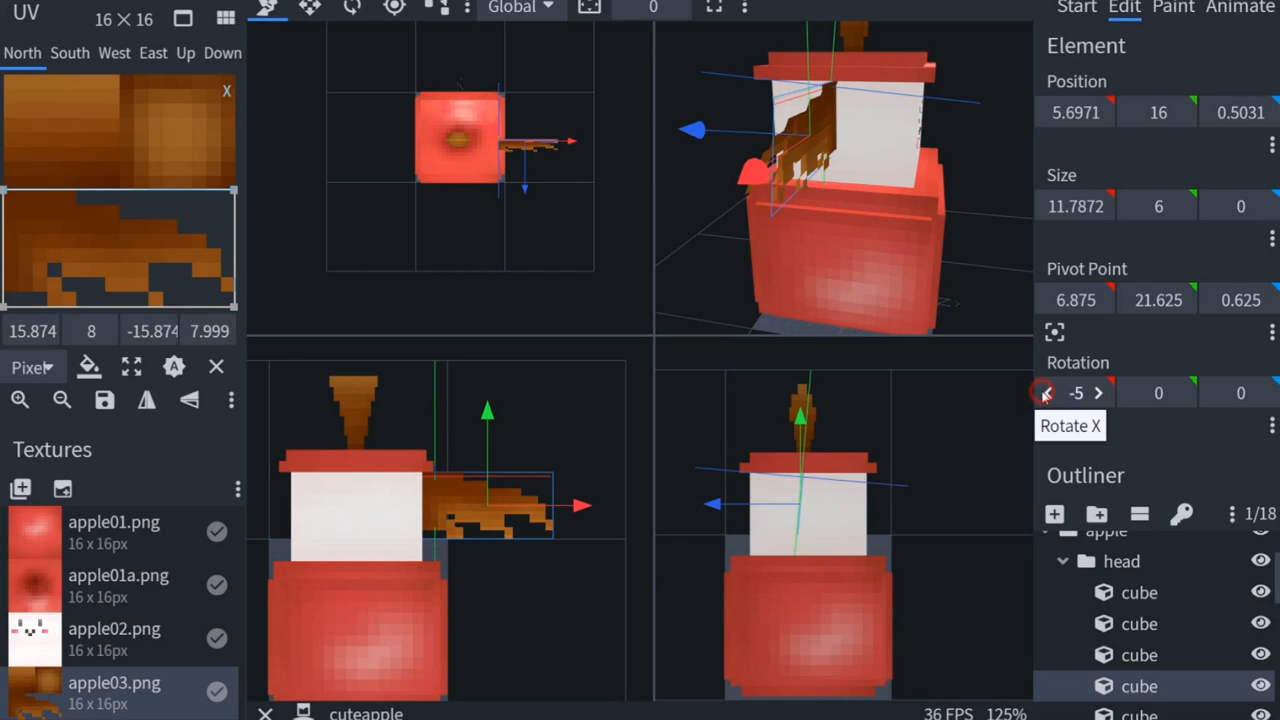 UV
16 × 16
Global
0
Start Edit Paint Animate
North South West East Up Down
X
15.874 8 -15.874 7.999
Pixel
Textures
apple01.png
16 x 16px
apple01a.png
16 x 16px
apple02.png
16 x 16px
apple03.png
16 x 16px
Element
Position
5.6971 16 0.5031
Size
11.7872 6 0
Pivot Point
6.875 21.625 0.625
Rotation
-5 0 0
Rotate X
Outliner
1/18
apple
head
cube
cube
cube
cube
cube
cuteapple
36 FPS 125%